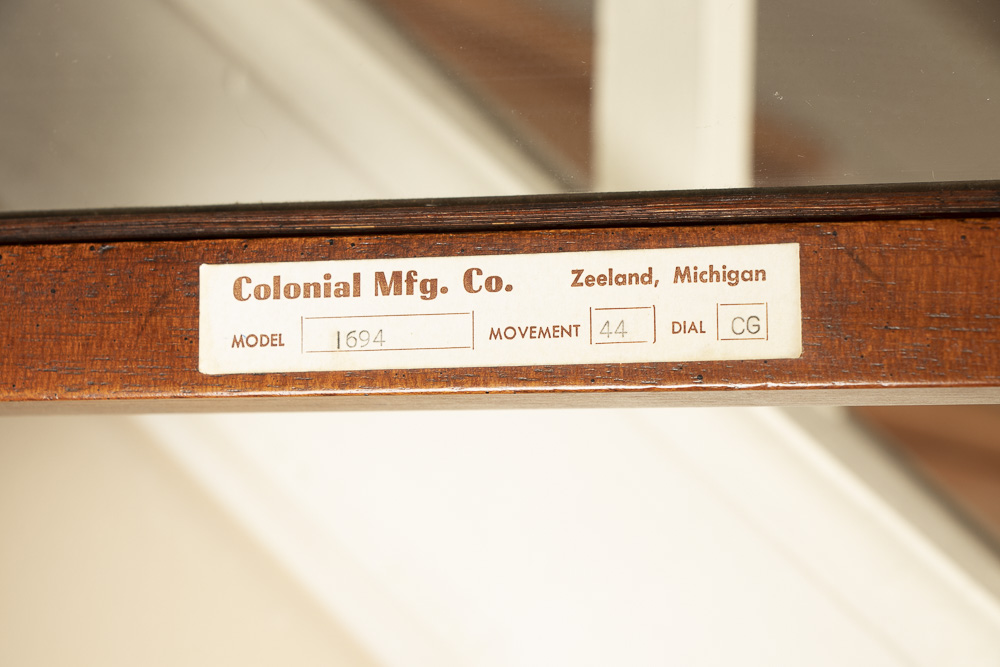 Colonial Mfg. Co. Zeeland, Michigan
MODEL 1694 MOVEMENT 44 DIAL CG